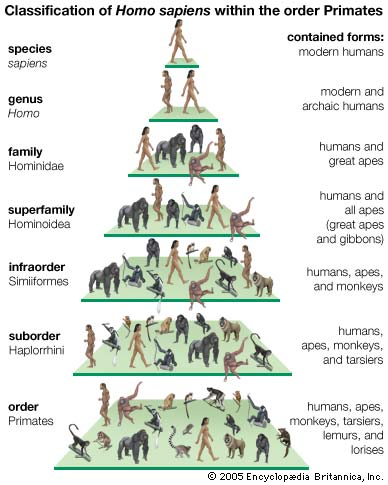 Classification of Homo sapiens within the order Primates
species
sapiens
contained forms:
modern humans
genus
Homo
modern and
archaic humans
family
Hominidae
humans and
great apes
superfamily
Hominoidea
humans and
all apes
(great apes
and gibbons)
infraorder
Simiiformes
humans, apes,
and monkeys
suborder
Haplorrhini
humans,
apes, monkeys,
and tarsiers
order
Primates
humans, apes,
monkeys, tarsiers,
lemurs, and
lorises
© 2005 Encyclopædia Britannica, Inc.